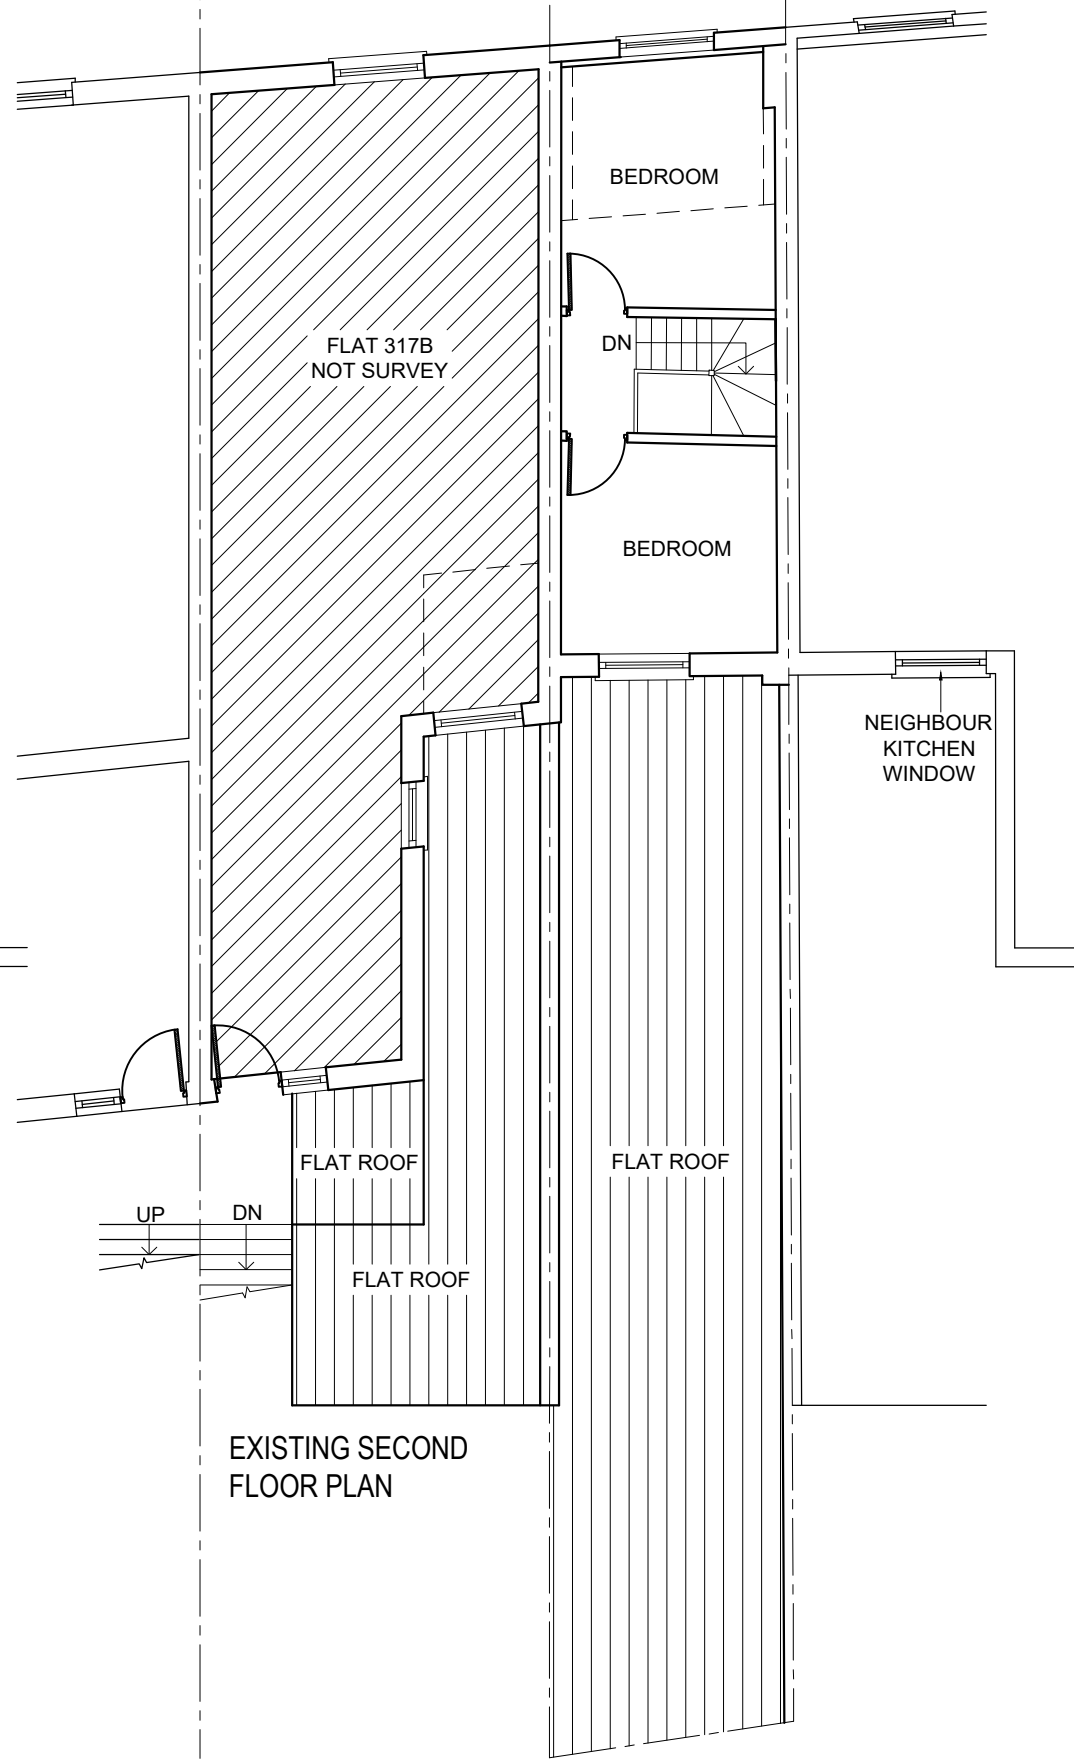 BEDROOM
DN
FLAT 317B
NOT SURVEY
BEDROOM
NEIGHBOUR
KITCHEN
WINDOW
FLAT ROOF
FLAT ROOF
UP
DN
FLAT ROOF
EXISTING SECOND
FLOOR PLAN